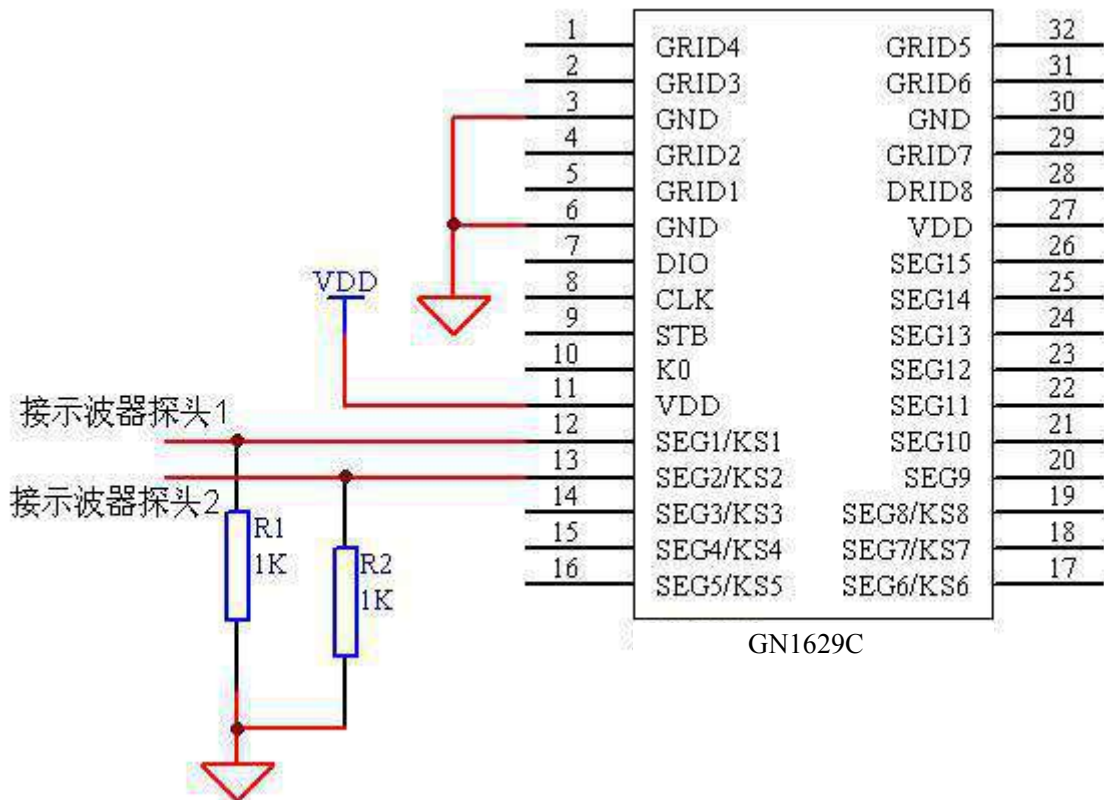 1 GRID4 GRID5 32
2 GRID3 GRID6 31
3 GND GND 30
4 GRID2 GRID7 29
5 GRID1 DRID8 28
6 GND VDD 27
7 DIO SEG15 26
VDD
8 CLK SEG14 25
9 STB SEG13 24
10 K0 SEG12 23
11 VDD SEG11 22
接示波器探头1
12 SEG1/KS1 SEG10 21
13 SEG2/KS2 SEG9 20
接示波器探头2
14 SEG3/KS3 SEG8/KS8 19
15 SEG4/KS4 SEG7/KS7 18
16 SEG5/KS5 SEG6/KS6 17
R1
1K
R2
1K
GN1629C